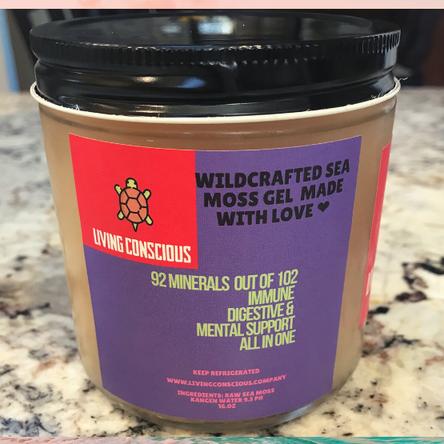 WILDCRAFTED SEA
MOSS GEL MADE
WITH LOVE ❤
LIVING CONSCIOUS
92 MINERALS OUT OF 102
IMMUNE
DIGESTIVE &
MENTAL SUPPORT
ALL IN ONE
KEEP REFRIGERATED
WWW.LIVINGCONSCIOUS.COMPANY
INGREDIENTS: RAW SEA MOSS
KANGEN WATER 9.5 PH
16.OZ